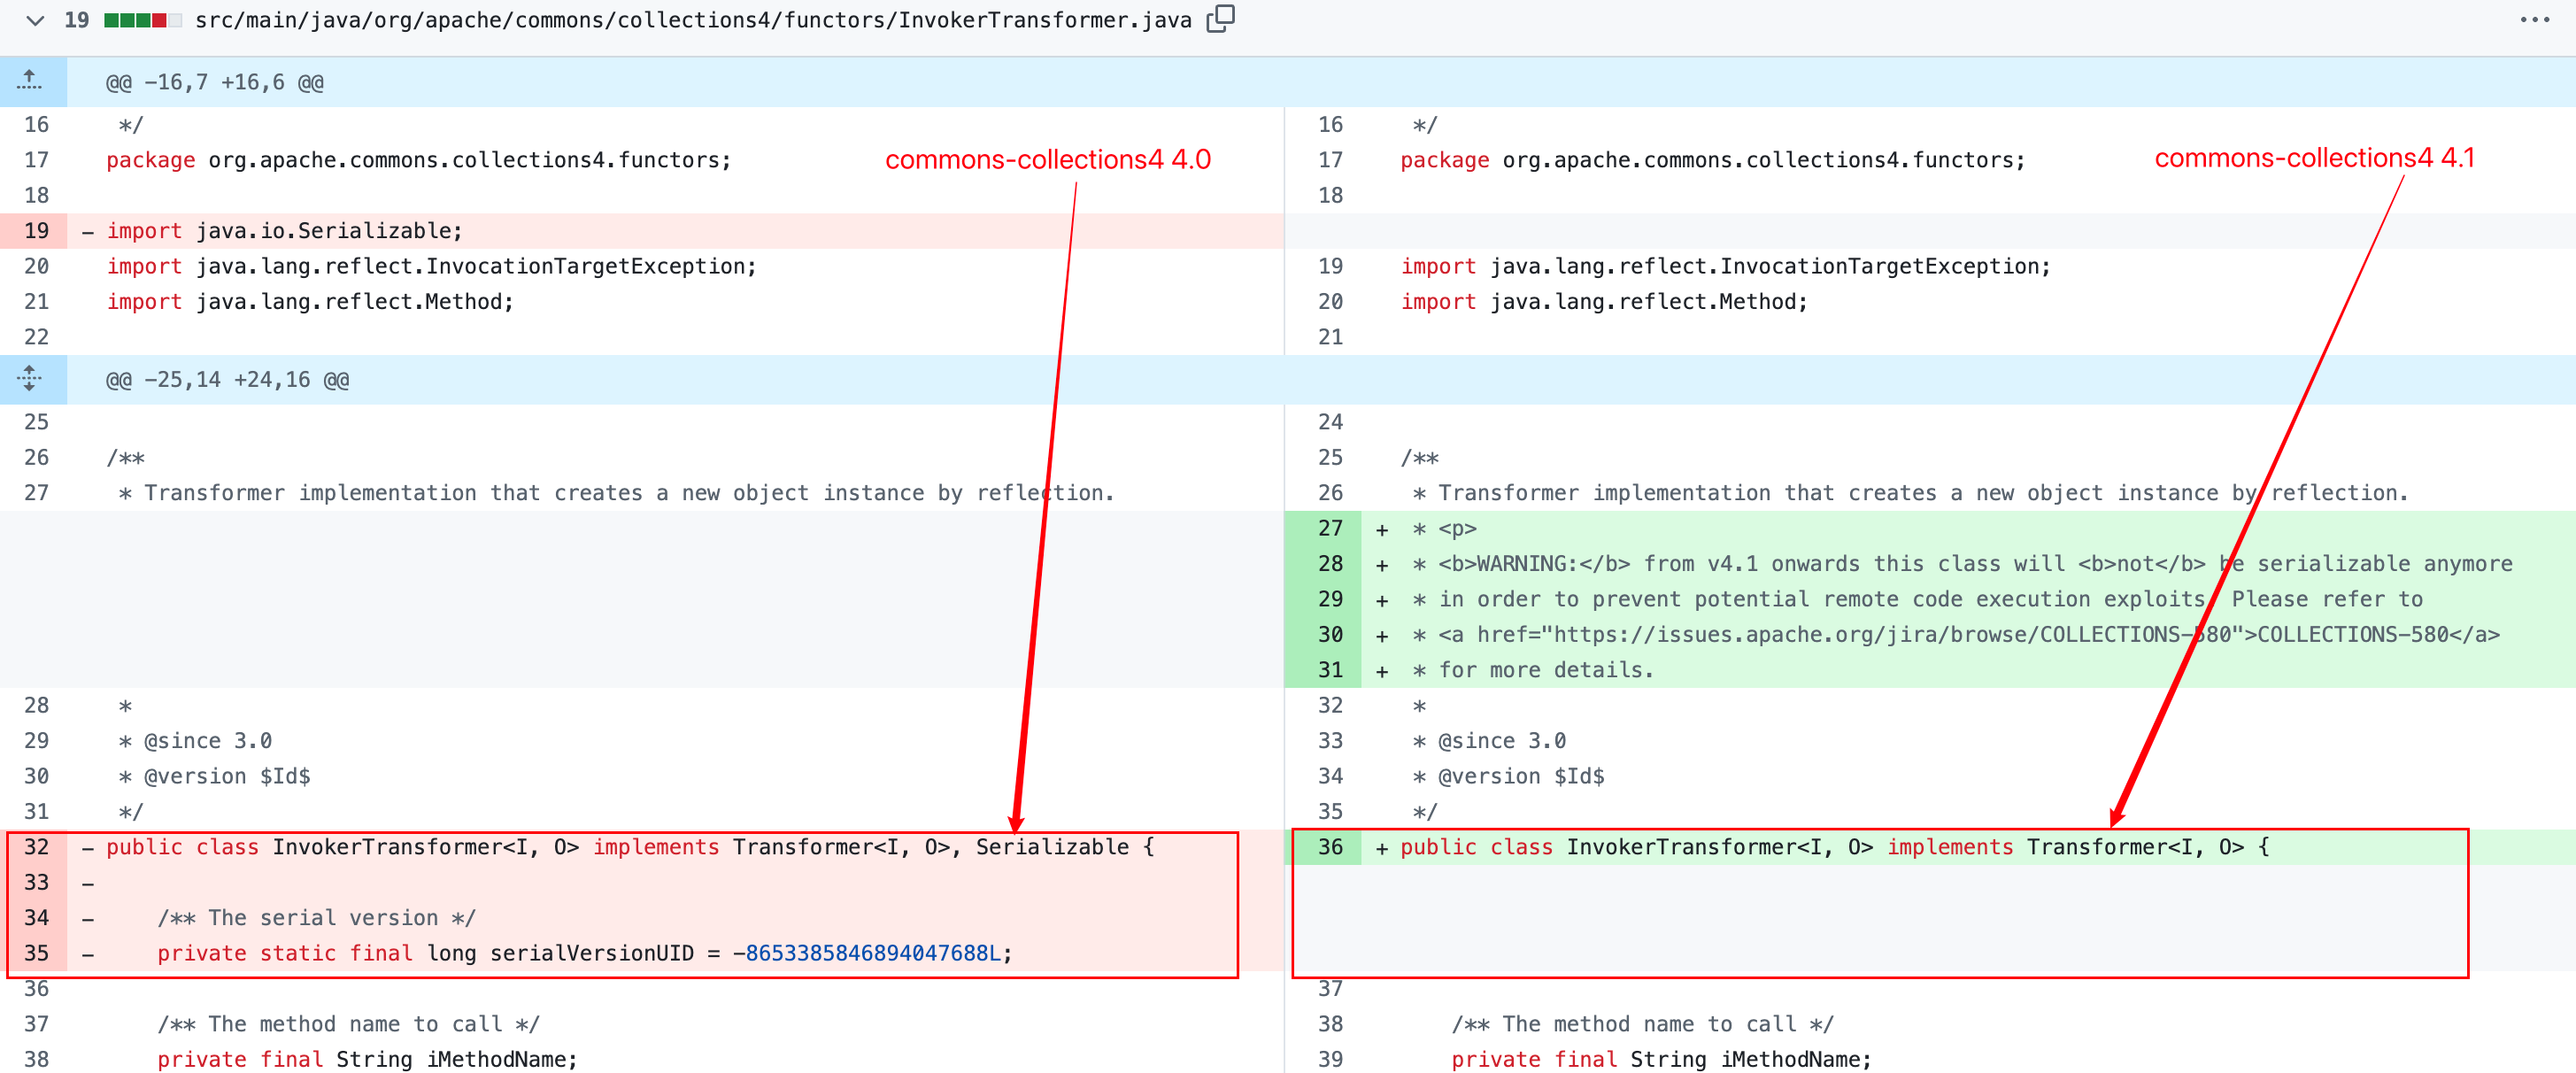 19 src/main/java/org/apache/commons/collections4/functors/InvokerTransformer.java
@@ -16,7 +16,6 @@
16 */
17 package org.apache.commons.collections4.functors;
18
19 - import java.io.Serializable;
20 import java.lang.reflect.InvocationTargetException;
21 import java.lang.reflect.Method;
22
@@ -25,14 +24,16 @@
25
26 /**
27 * Transformer implementation that creates a new object instance by reflection.
28 *
29 * @since 3.0
30 * @version $Id$
31 */
32 - public class InvokerTransformer<I, O> implements Transformer<I, O>, Serializable {
33 -
34 - /** The serial version */
35 - private static final long serialVersionUID = -8653385846894047688L;
36
37 /** The method name to call */
38 private final String iMethodName;
commons-collections4 4.0
16 */
17 package org.apache.commons.collections4.functors;
18
19 import java.lang.reflect.InvocationTargetException;
20 import java.lang.reflect.Method;
21
24
25 /**
26 * Transformer implementation that creates a new object instance by reflection.
27 + * <p>
28 + * <b>WARNING:</b> from v4.1 onwards this class will <b>not</b> be serializable anymore
29 + * in order to prevent potential remote code execution exploits. Please refer to
30 + * <a href="https://issues.apache.org/jira/browse/COLLECTIONS-580">COLLECTIONS-580</a>
31 + * for more details.
32 *
33 * @since 3.0
34 * @version $Id$
35 */
36 + public class InvokerTransformer<I, O> implements Transformer<I, O> {
37
38 /** The method name to call */
39 private final String iMethodName;
commons-collections4 4.1